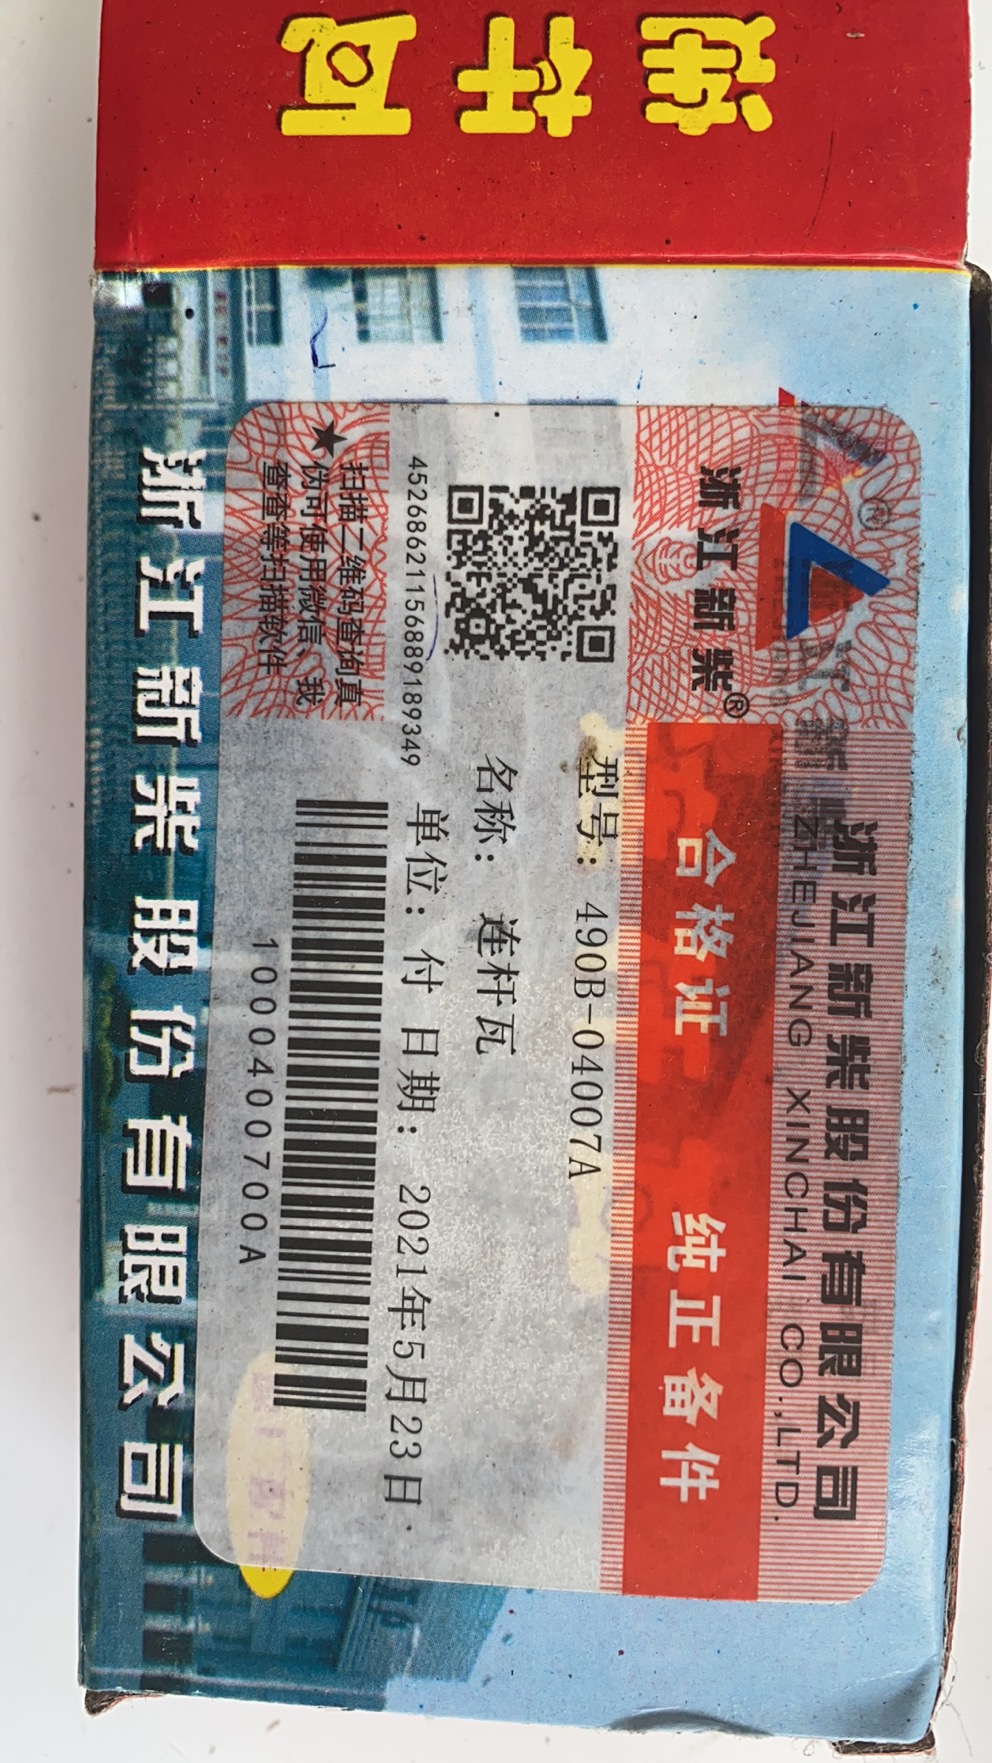 连杆瓦
浙江新柴股份有限公司
ZHEJIANG XINCHAI CO.,LTD.
®
浙江新柴®
合格证 纯正备件
型号: 490B-04007A
名称: 连杆瓦
单位: 付 日期: 2021年5月23日
1000400700A
4526862115688918 9349
扫描二维码查询真
伪可使用微信、我
查查等扫描软件
浙江新柴股份有限公司